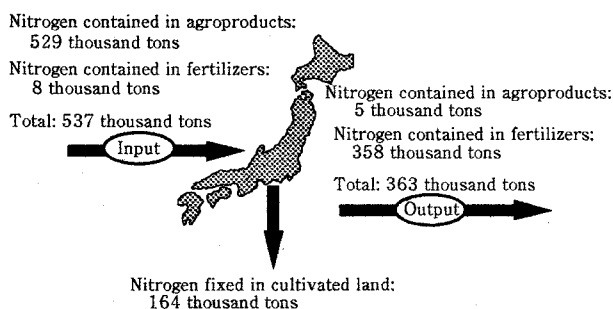 Nitrogen contained in agroproducts:
529 thousand tons
Nitrogen contained in fertilizers:
8 thousand tons
Total: 537 thousand tons
Input
Nitrogen contained in agroproducts:
5 thousand tons
Nitrogen contained in fertilizers:
358 thousand tons
Total: 363 thousand tons
Output
Nitrogen fixed in cultivated land:
164 thousand tons